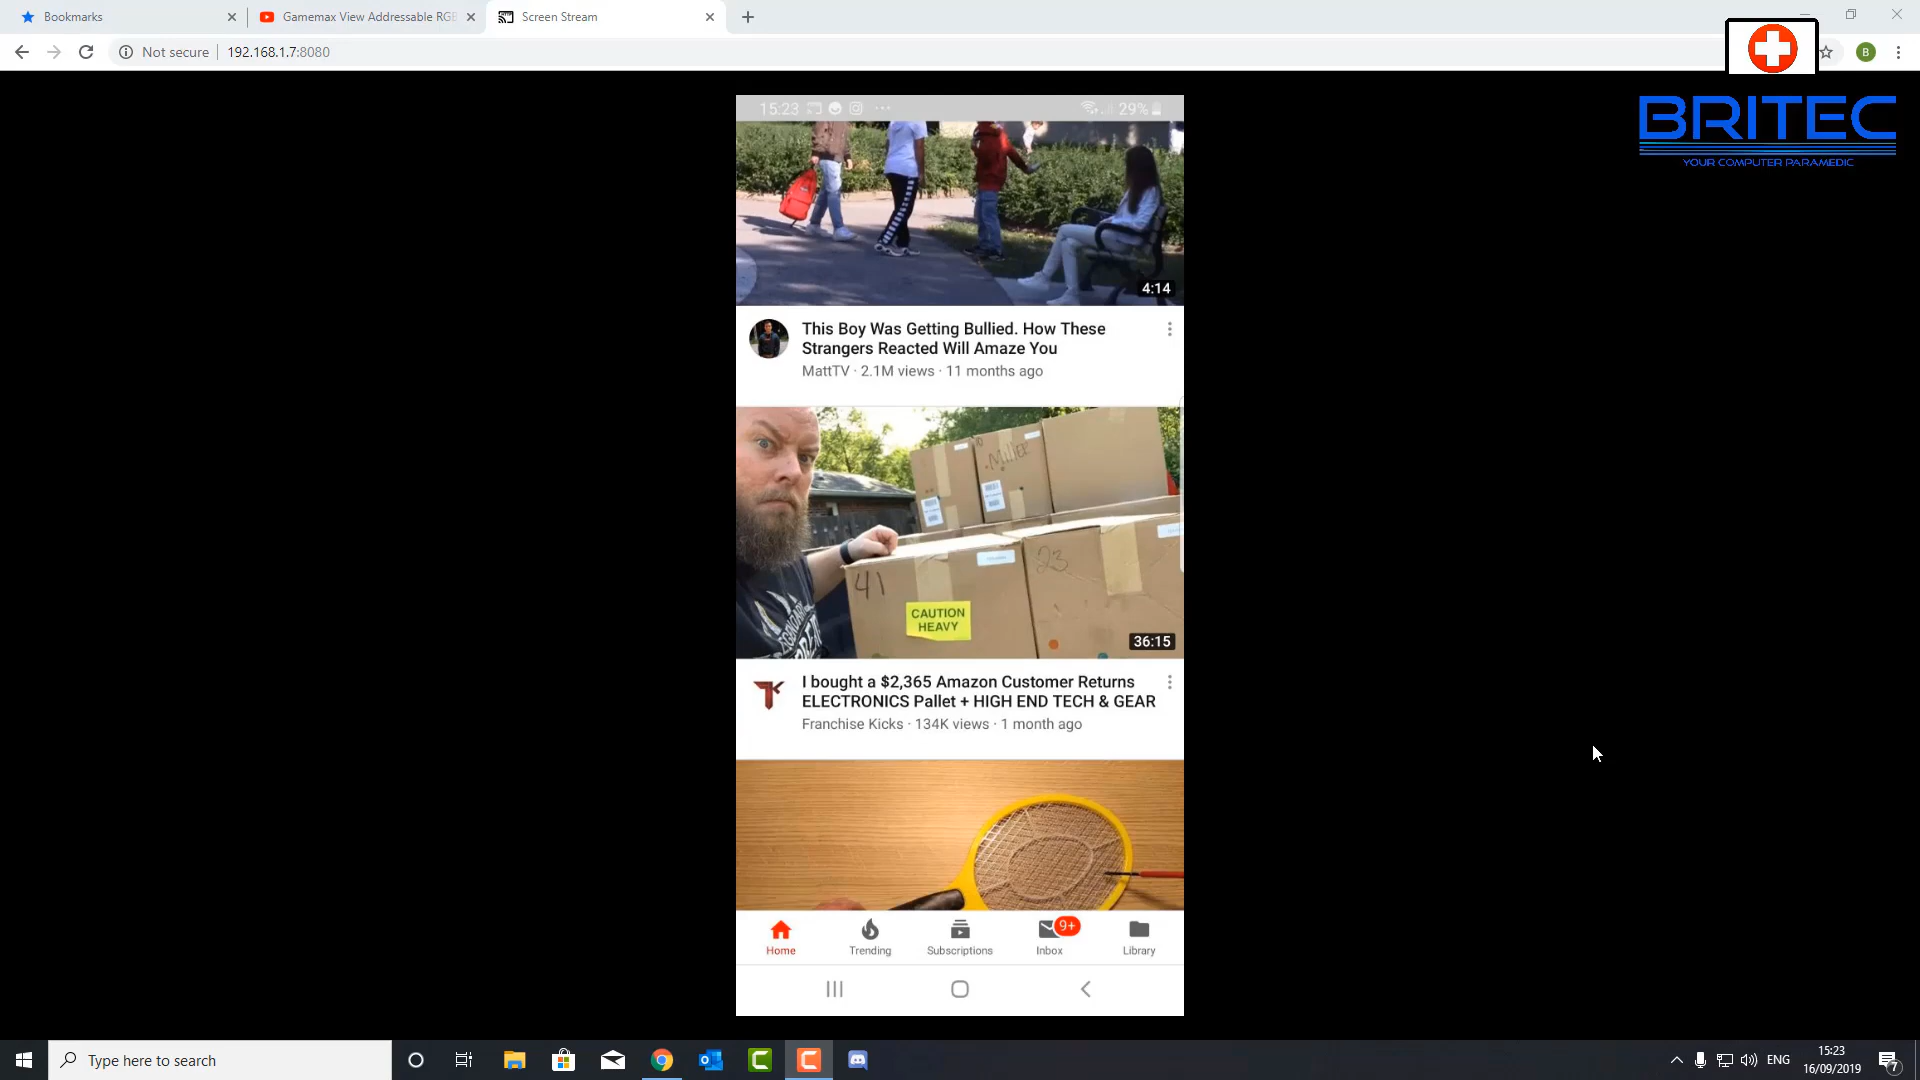 Bookmarks
Gamemax View Addressable RGB
Screen Stream
Not secure
192.168.1.7:8080
B
BRITEC
YOUR COMPUTER PARAMEDIC
15:23
29%
4:14
This Boy Was Getting Bullied. How These
Strangers Reacted Will Amaze You
MattTV · 2.1M views · 11 months ago
Miller
41
23
CAUTION
HEAVY
36:15
I bought a $2,365 Amazon Customer Returns
ELECTRONICS Pallet + HIGH END TECH & GEAR
Franchise Kicks · 134K views · 1 month ago
Home
Trending
Subscriptions
9+
Inbox
Library
Type here to search
ENG
15:23
16/09/2019
7